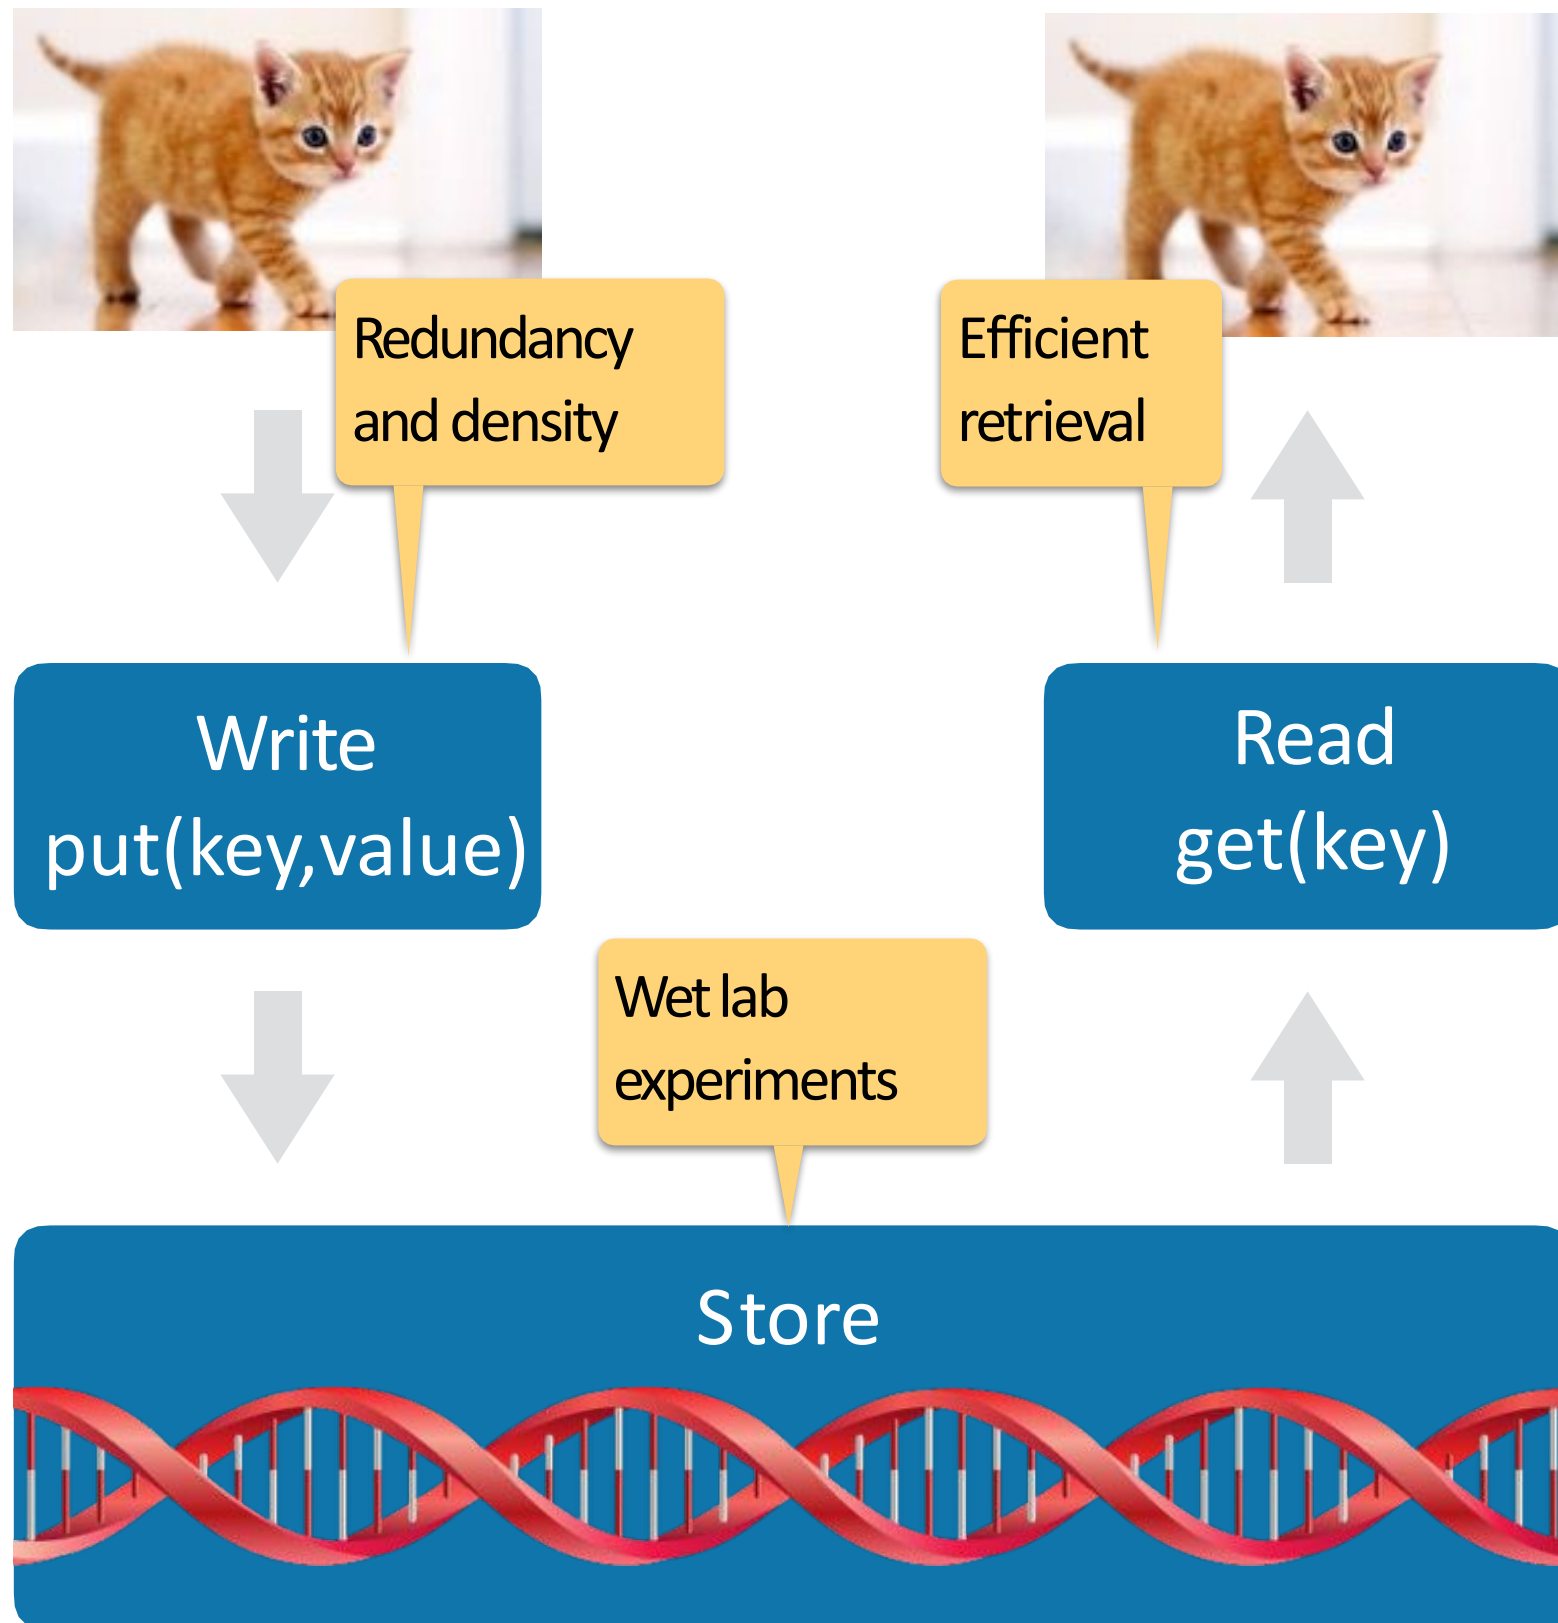 Redundancy
and density
Efficient
retrieval
Write
put(key,value)
Read
get(key)
Wet lab
experiments
Store